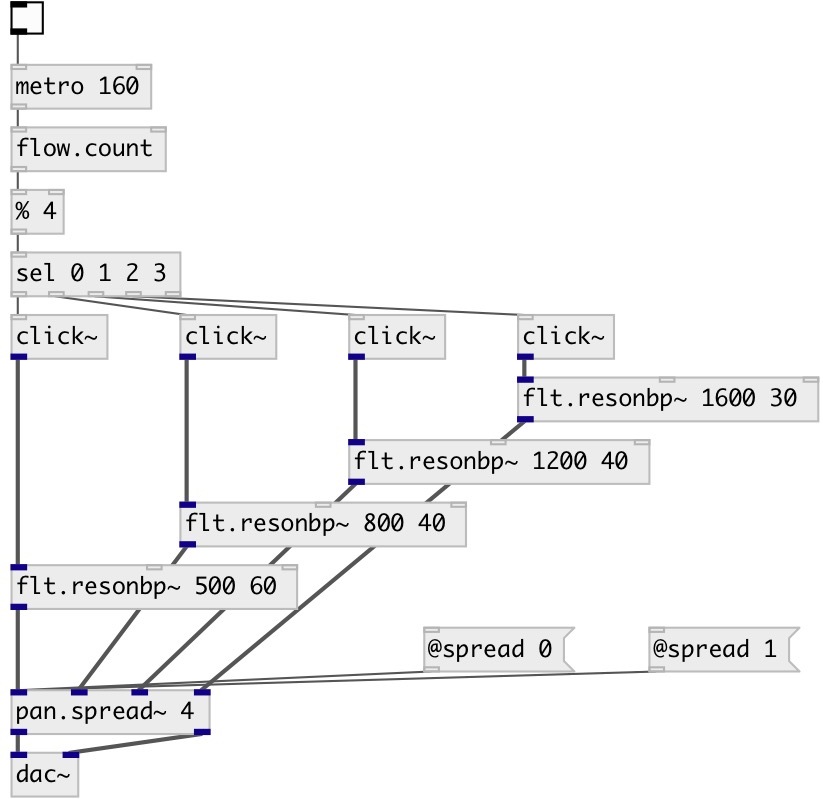 metro 160
flow.count
% 4
sel 0 1 2 3
click~ click~ click~ click~
flt.resonbp~ 1600 30
flt.resonbp~ 1200 40
flt.resonbp~ 800 40
flt.resonbp~ 500 60
@spread 0 @spread 1
pan.spread~ 4
dac~